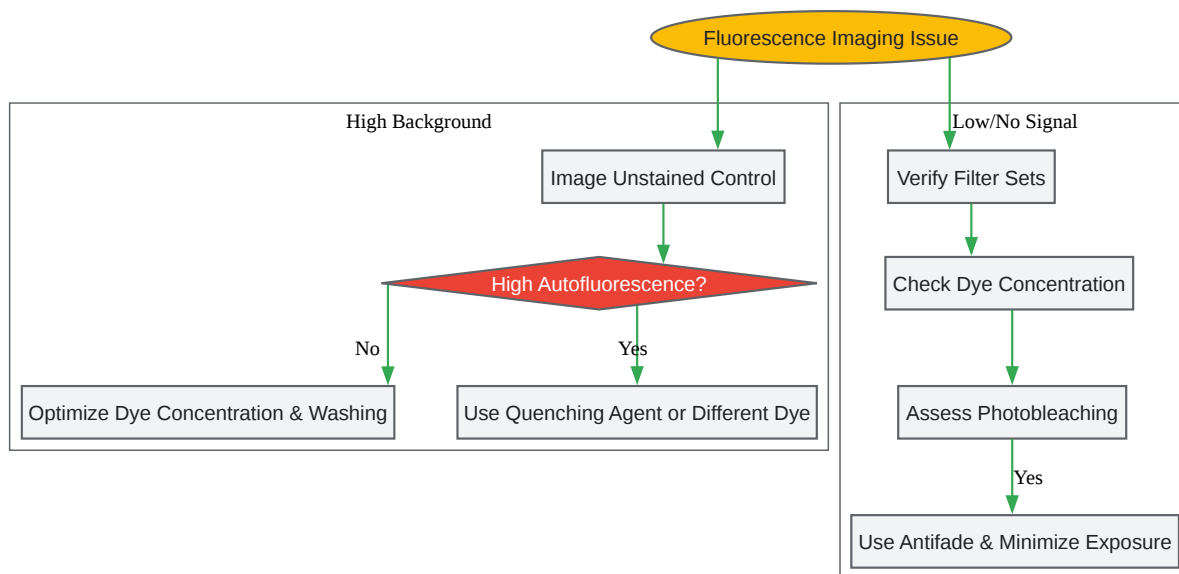 Fluorescence Imaging Issue
High Background
Low/No Signal
Image Unstained Control
Verify Filter Sets
High Autofluorescence?
Check Dye Concentration
No
Yes
Optimize Dye Concentration & Washing
Use Quenching Agent or Different Dye
Assess Photobleaching
Yes
Use Antifade & Minimize Exposure